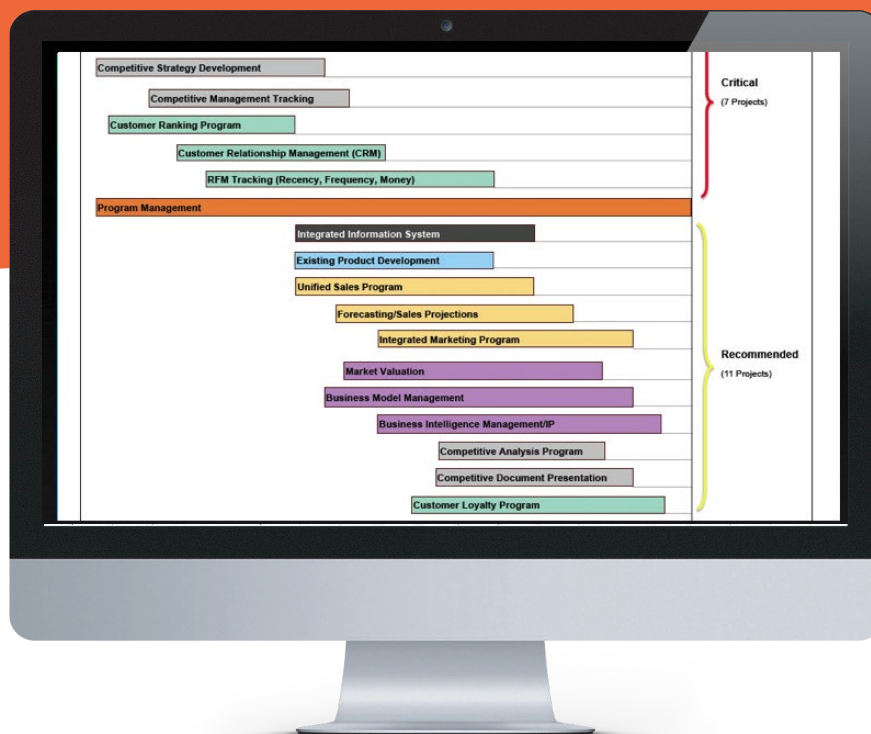 Competitive Strategy Development
Competitive Management Tracking
Customer Ranking Program
Customer Relationship Management (CRM)
RFM Tracking (Recency, Frequency, Money)
Program Management
Critical
(7 Projects)
Integrated Information System
Existing Product Development
Unified Sales Program
Forecasting/Sales Projections
Integrated Marketing Program
Market Valuation
Business Model Management
Business Intelligence Management/IP
Competitive Analysis Program
Competitive Document Presentation
Customer Loyalty Program
Recommended
(11 Projects)